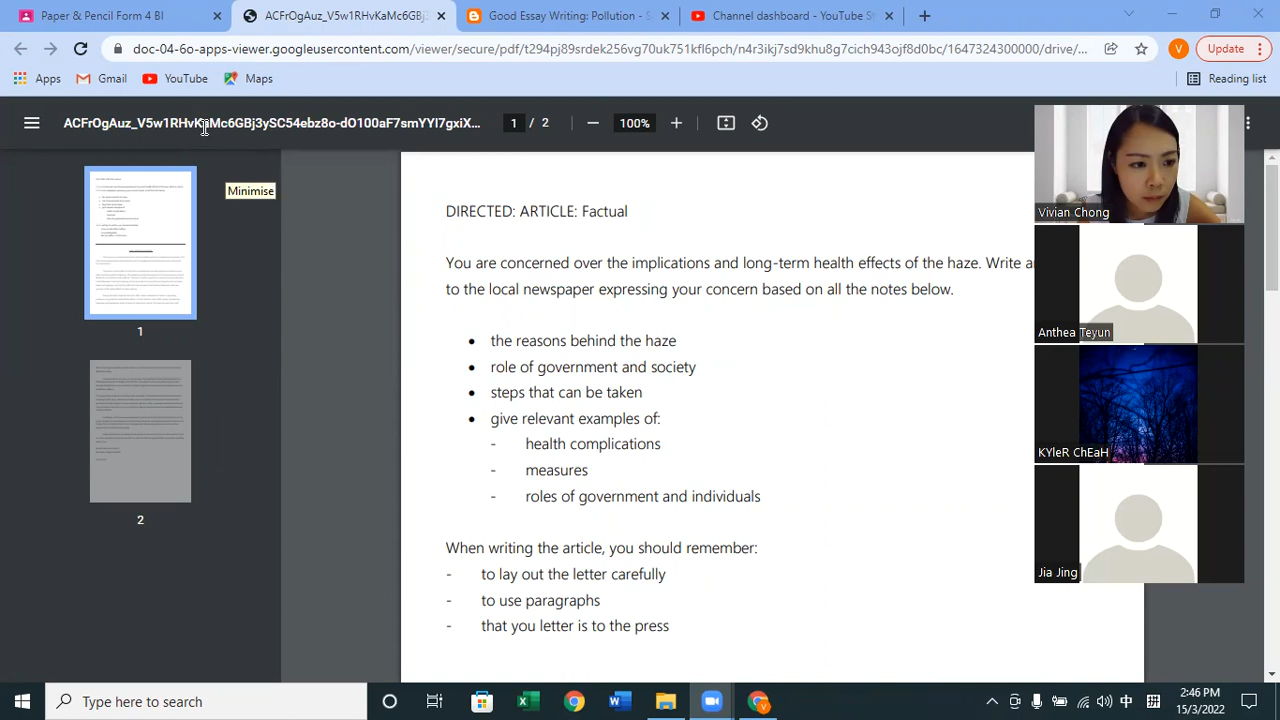 Paper & Pencil Form 4 BI
ACFrOgAuz_V5w1RHvKaMc6GBj
Good Essay Writing: Pollution - S
Channel dashboard - YouTube St
doc-04-6o-apps-viewer.googleusercontent.com/viewer/secure/pdf/t294pj89srdek256vg70uk751kfl6pch/n4r3ikj7sd9khu8g7cich943ojf8d0bc/1647324300000/drive/...
V
Update
Apps
Gmail
YouTube
Maps
Reading list
1 / 2
100%
Minimise
1
2
DIRECTED: ARTICLE: Factual
You are concerned over the implications and long-term health effects of the haze. Write
to the local newspaper expressing your concern based on all the notes below.
• the reasons behind the haze
• role of government and society
• steps that can be taken
• give relevant examples of:
- health complications
- measures
- roles of government and individuals
When writing the article, you should remember:
- to lay out the letter carefully
- to use paragraphs
- that you letter is to the press
Vivian Chong
Anthea Teyun
KYleR ChEaH
Jia Jing
Type here to search
中
2:46 PM
15/3/2022